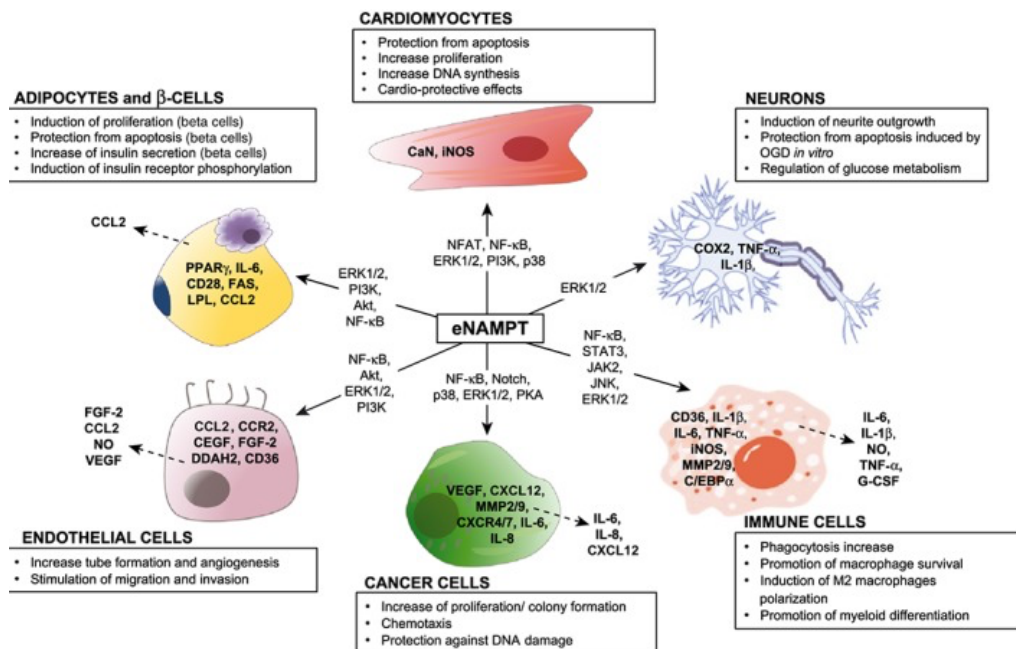 CARDIOMYOCYTES
• Protection from apoptosis
• Increase proliferation
• Increase DNA synthesis
• Cardio-protective effects
CaN, iNOS
NFAT, NF-κB,
ERK1/2, PI3K, p38
ADIPOCYTES and β-CELLS
• Induction of proliferation (beta cells)
• Protection from apoptosis (beta cells)
• Increase of insulin secretion (beta cells)
• Induction of insulin receptor phosphorylation
CCL2
PPARγ, IL-6,
CD28, FAS,
LPL, CCL2
ERK1/2,
PI3K,
Akt,
NF-κB
NEURONS
• Induction of neurite outgrowth
• Protection from apoptosis induced by
OGD in vitro
• Regulation of glucose metabolism
COX2, TNF-α,
IL-1β,
ERK1/2
eNAMPT
NF-κB,
Akt,
ERK1/2,
PI3K
NF-κB, Notch,
p38, ERK1/2, PKA
NF-κB,
STAT3,
JAK2,
JNK,
ERK1/2
FGF-2
CCL2
NO
VEGF
CCL2, CCR2,
CEGF, FGF-2
DDAH2, CD36
ENDOTHELIAL CELLS
• Increase tube formation and angiogenesis
• Stimulation of migration and invasion
VEGF, CXCL12,
MMP2/9,
CXCR4/7, IL-6,
IL-8
IL-6,
IL-8,
CXCL12
CANCER CELLS
• Increase of proliferation/ colony formation
• Chemotaxis
• Protection against DNA damage
CD36, IL-1β,
IL-6, TNF-α,
iNOS,
MMP2/9,
C/EBPα
IL-6,
IL-1β,
NO,
TNF-α,
G-CSF
IMMUNE CELLS
• Phagocytosis increase
• Promotion of macrophage survival
• Induction of M2 macrophages
polarization
• Promotion of myeloid differentiation